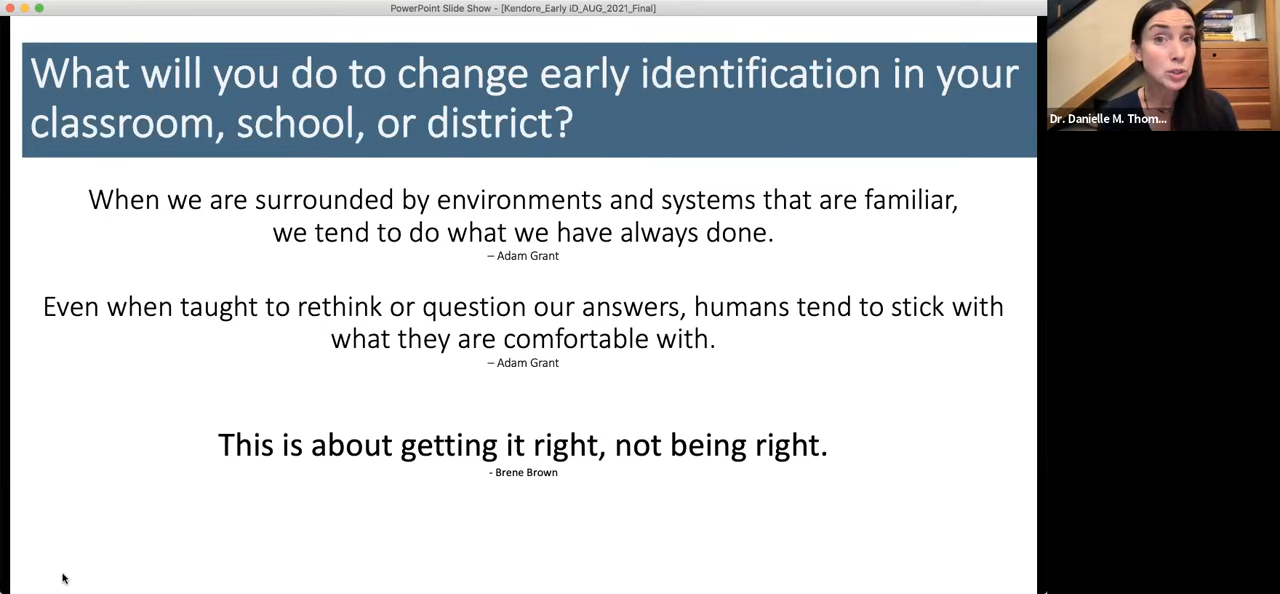 PowerPoint Slide Show - [Kendore_Early iD_AUG_2021_Final]
What will you do to change early identification in your
classroom, school, or district?
When we are surrounded by environments and systems that are familiar,
we tend to do what we have always done.
– Adam Grant
Even when taught to rethink or question our answers, humans tend to stick with
what they are comfortable with.
– Adam Grant
This is about getting it right, not being right.
- Brene Brown
Dr. Danielle M. Thom...